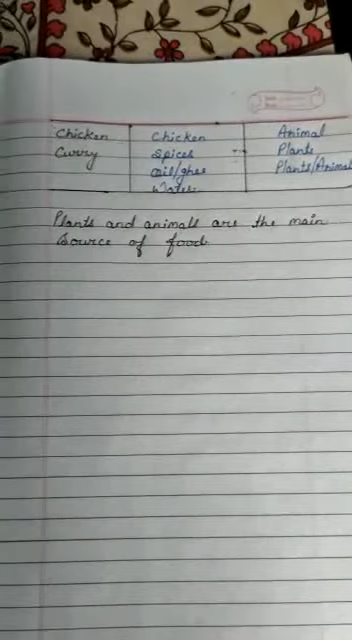 Chicken Chicken Animal
Curry Spices Plants
oil/ghee Plants/Animal
Water
Plants and animals are the main
source of food.